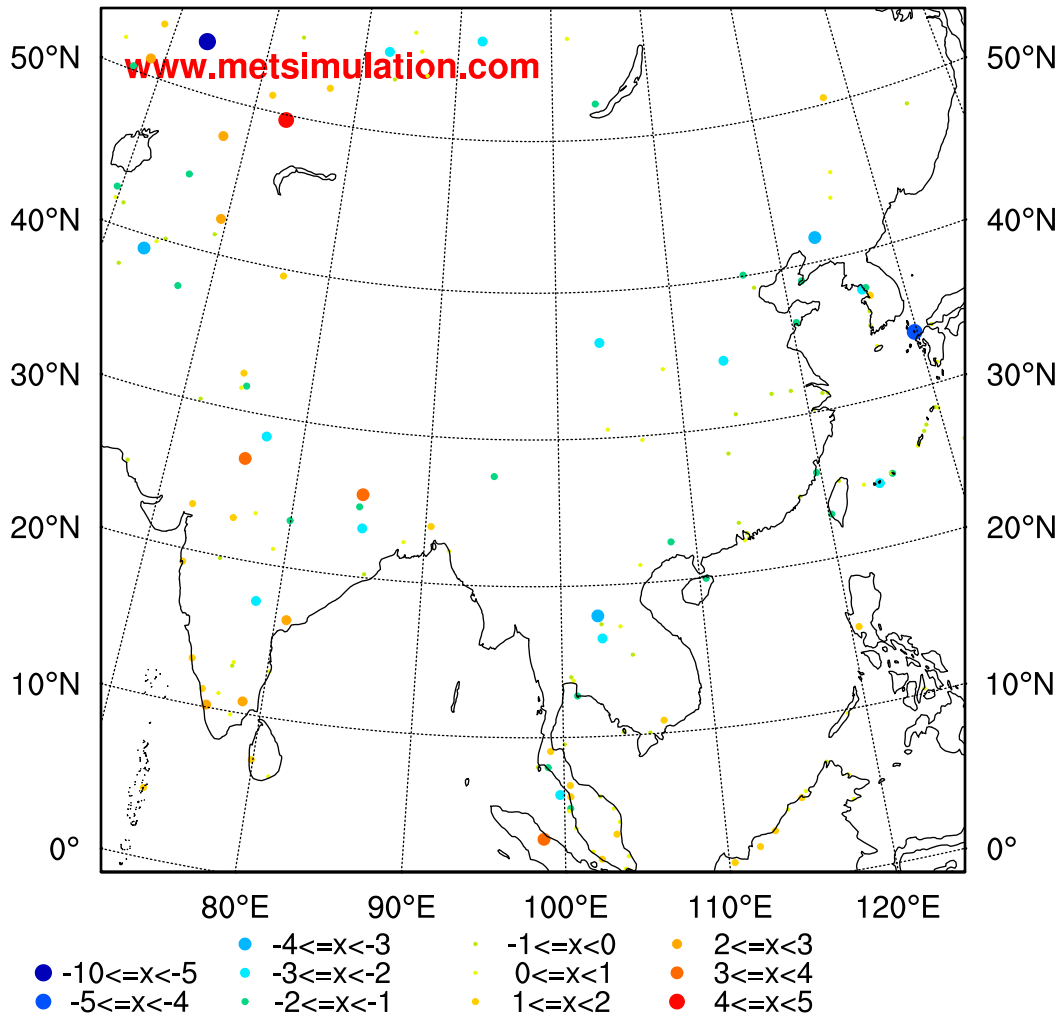 50°N
50°N
www.metsimulation.com
40°N
40°N
30°N
30°N
20°N
20°N
10°N
10°N
0°
0°
80°E 90°E 100°E 110°E 120°E
-4<=x<-3 -1<=x<0 2<=x<3
-10<=x<-5 -3<=x<-2 0<=x<1 3<=x<4
-5<=x<-4 -2<=x<-1 1<=x<2 4<=x<5